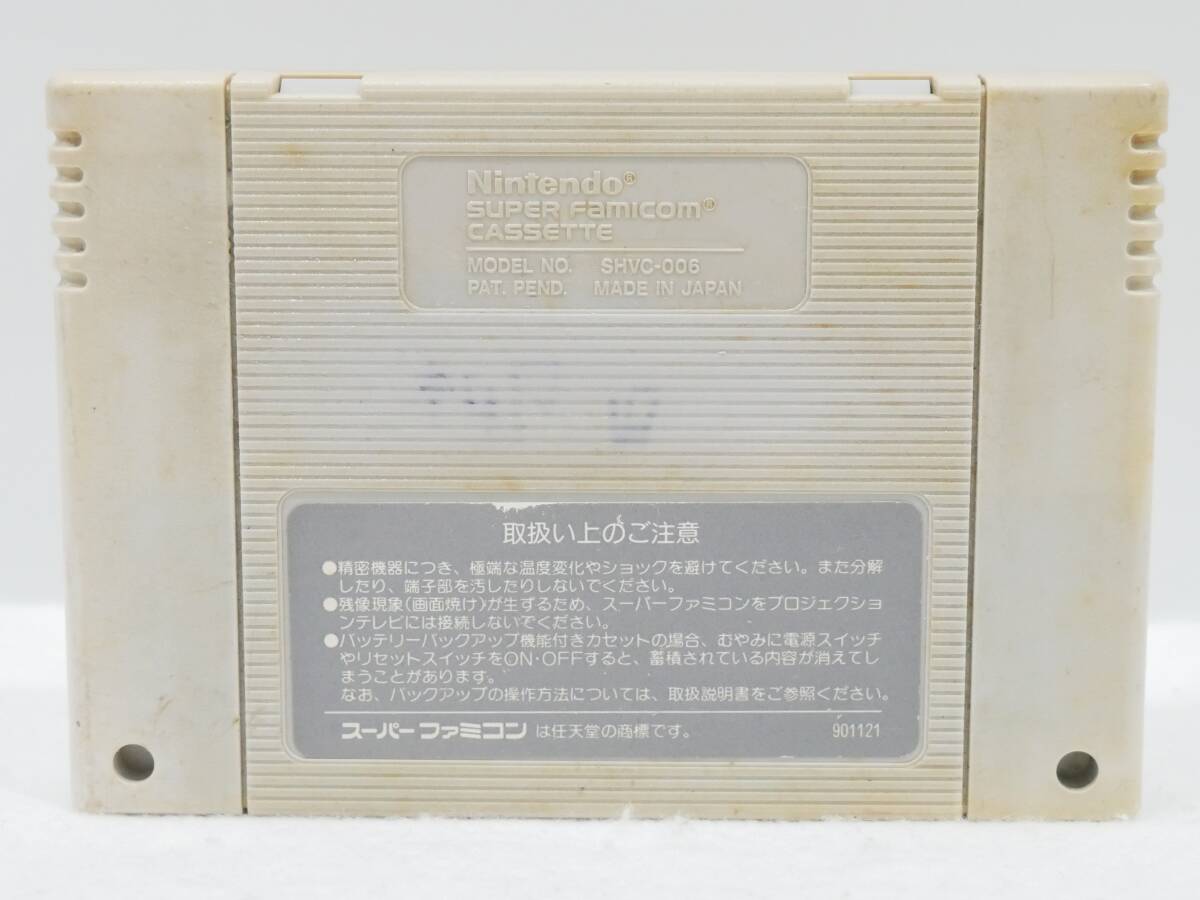 Nintendo®
SUPER Famicom®
CASSETTE
MODEL NO. SHVC-006
PAT. PEND. MADE IN JAPAN
取扱い上のご注意
●精密機器につき、極端な温度変化やショックを避けてください。また分解
したり、端子部を汚したりしないでください。
●残像現象(画面焼け)が生ずるため、スーパーファミコンをプロジェクショ
ンテレビには接続しないでください。
●バッテリーバックアップ機能付きカセットの場合、むやみに電源スイッチ
やリセットスイッチをON・OFFすると、蓄積されている内容が消えてし
まうことがあります。
なお、バックアップの操作方法については、取扱説明書をご参照ください。
スーパーファミコン は任天堂の商標です。 901121